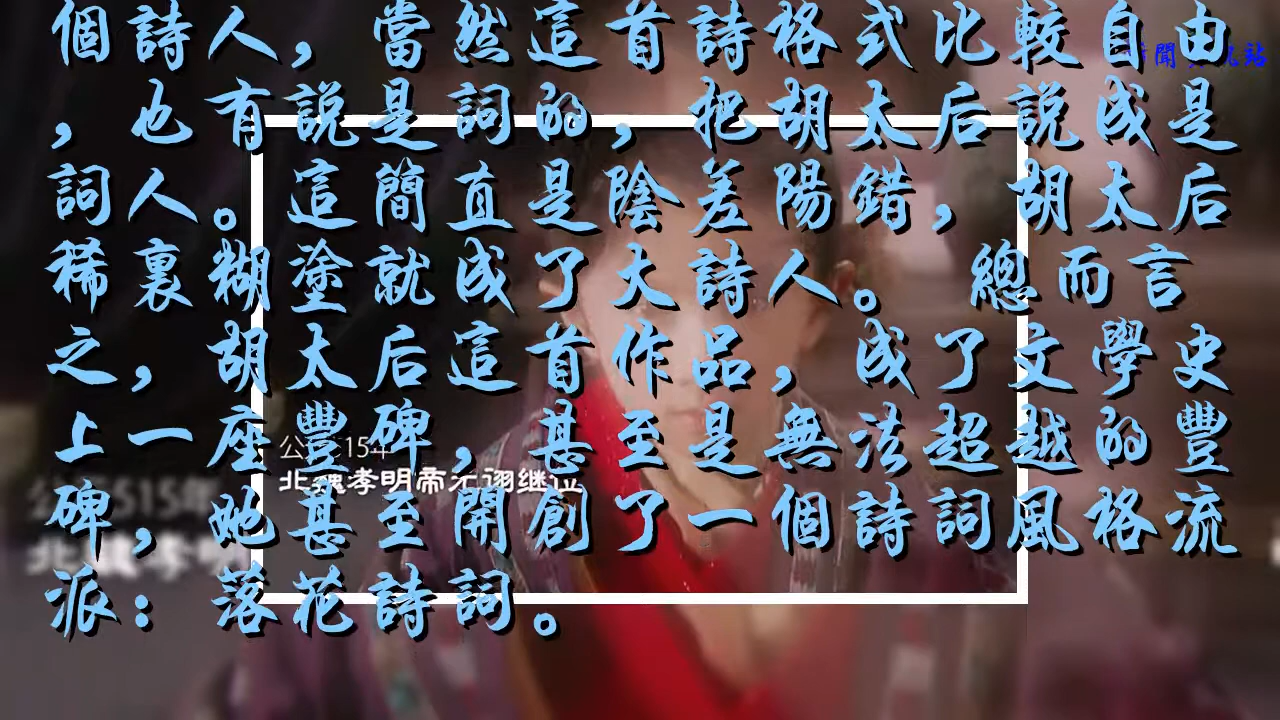 個詩人，當然這首詩格式比較自由
，也有說是詞的，把胡太后說成是
詞人。這簡直是陰差陽錯，胡太后
稀裏糊塗就成了大詩人。 總而言
之，胡太后這首作品，成了文學史
上一座豐碑，甚至是無法超越的豐
碑，她甚至開創了一個詩詞風格流
派：落花詩詞。
北魏孝明帝元诩继位